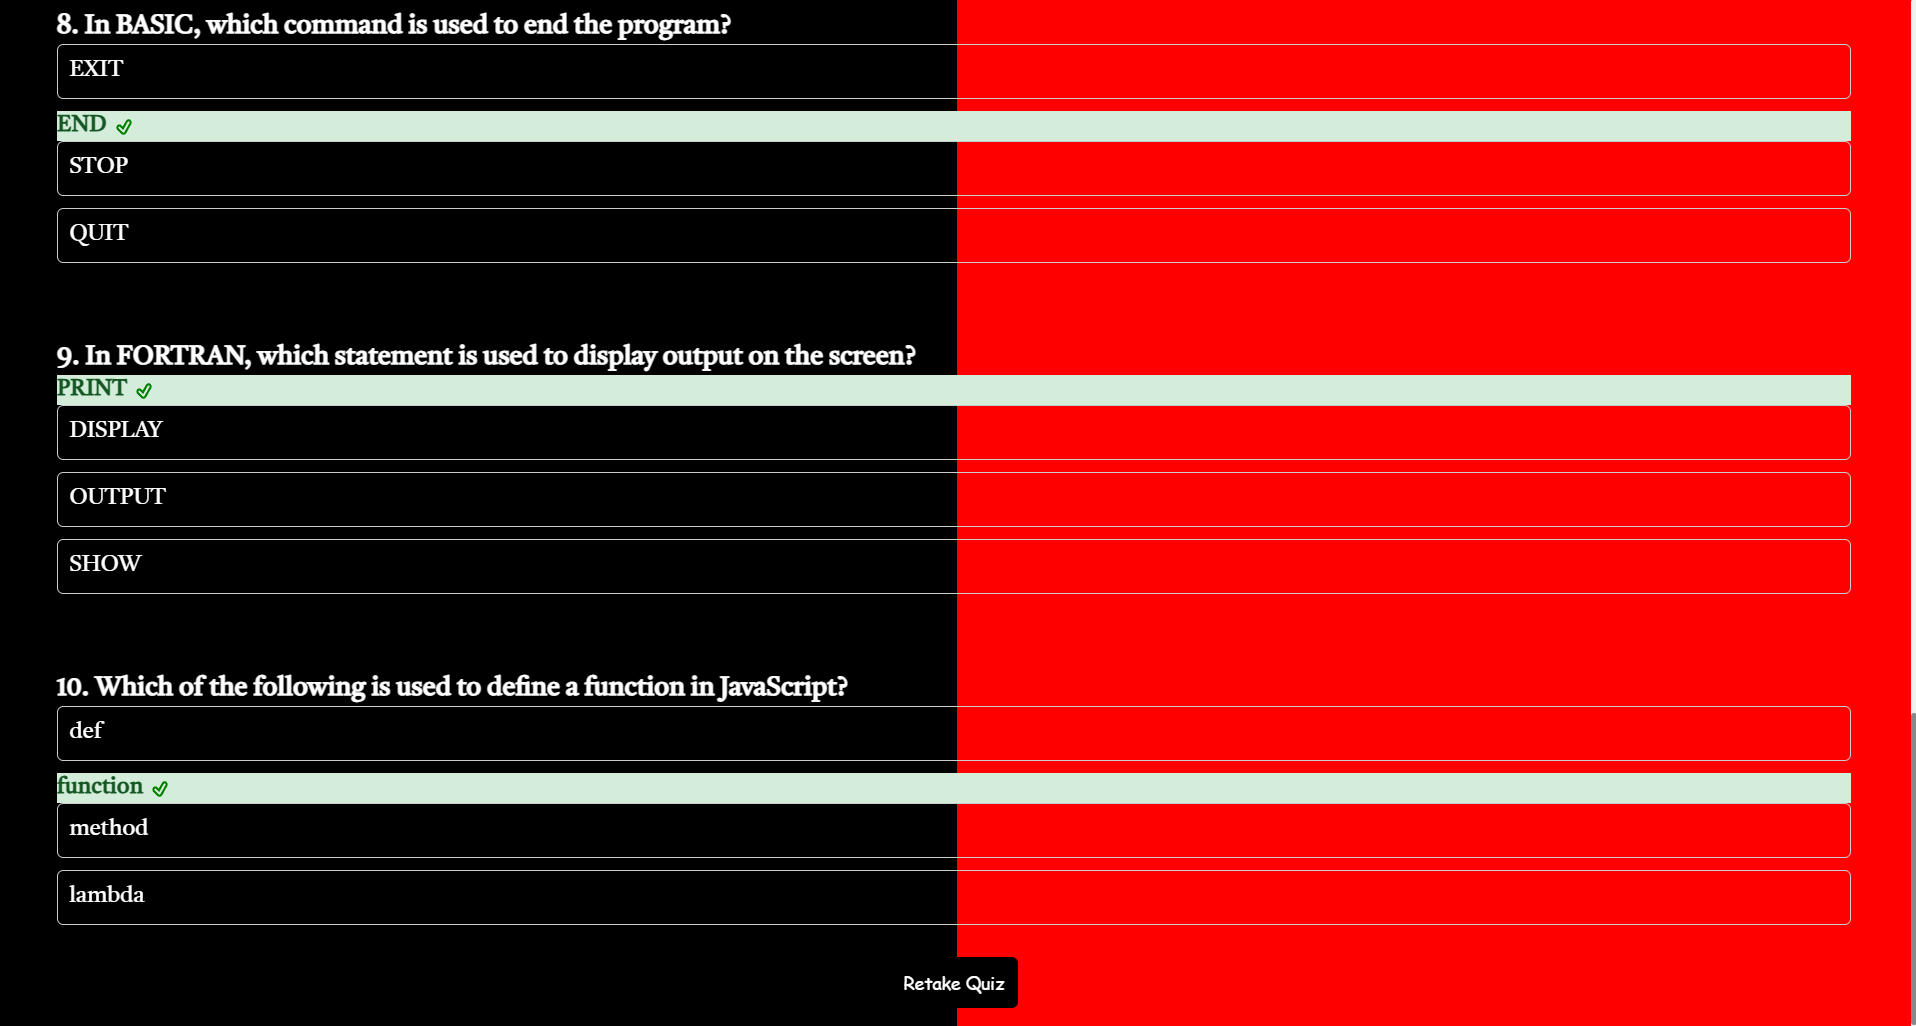 8. In BASIC, which command is used to end the program?
EXIT
END
STOP
QUIT
9. In FORTRAN, which statement is used to display output on the screen?
PRINT
DISPLAY
OUTPUT
SHOW
10. Which of the following is used to define a function in JavaScript?
def
function
method
lambda
Retake Quiz